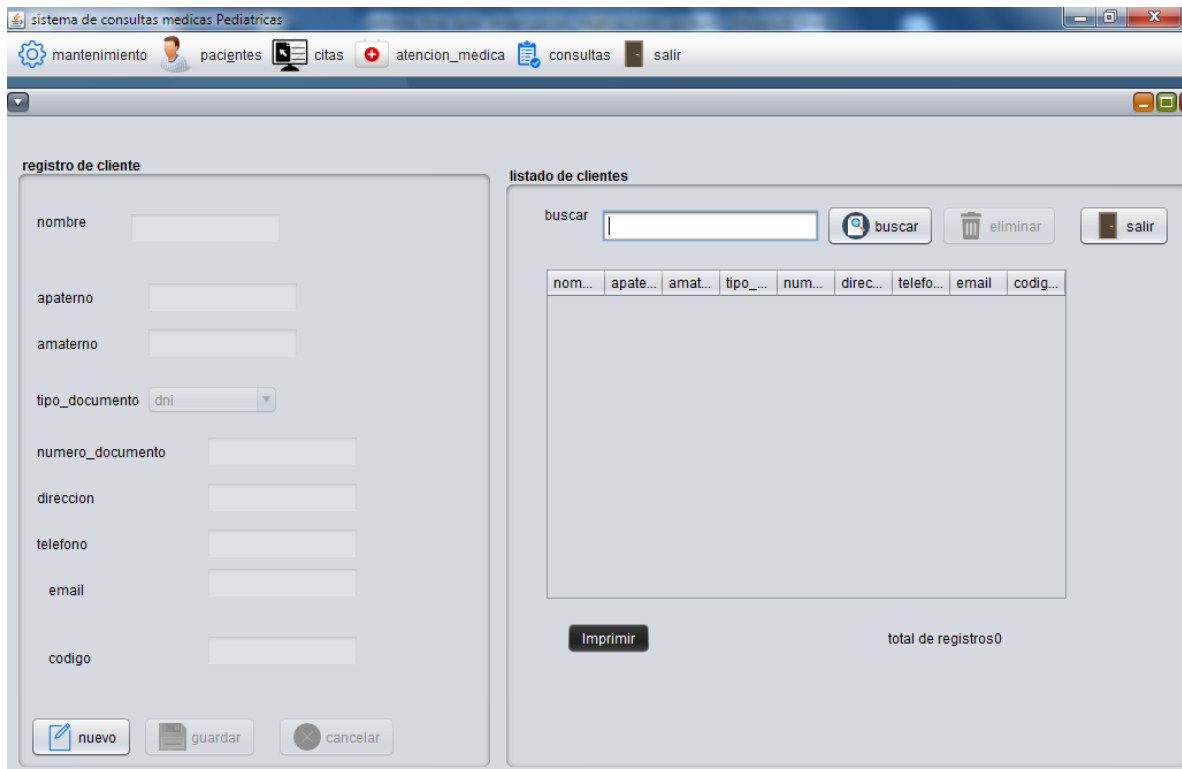 sistema de consultas medicas Pediatricas
mantenimiento pacientes citas atencion_medica consultas salir
registro de cliente
nombre
apaterno
amaterno
tipo_documento dni
numero_documento
direccion
telefono
email
codigo
nuevo guardar cancelar
listado de clientes
buscar buscar eliminar salir
nom... apate... amat... tipo_... num... direc... telefo... email codig...
Imprimir total de registros0